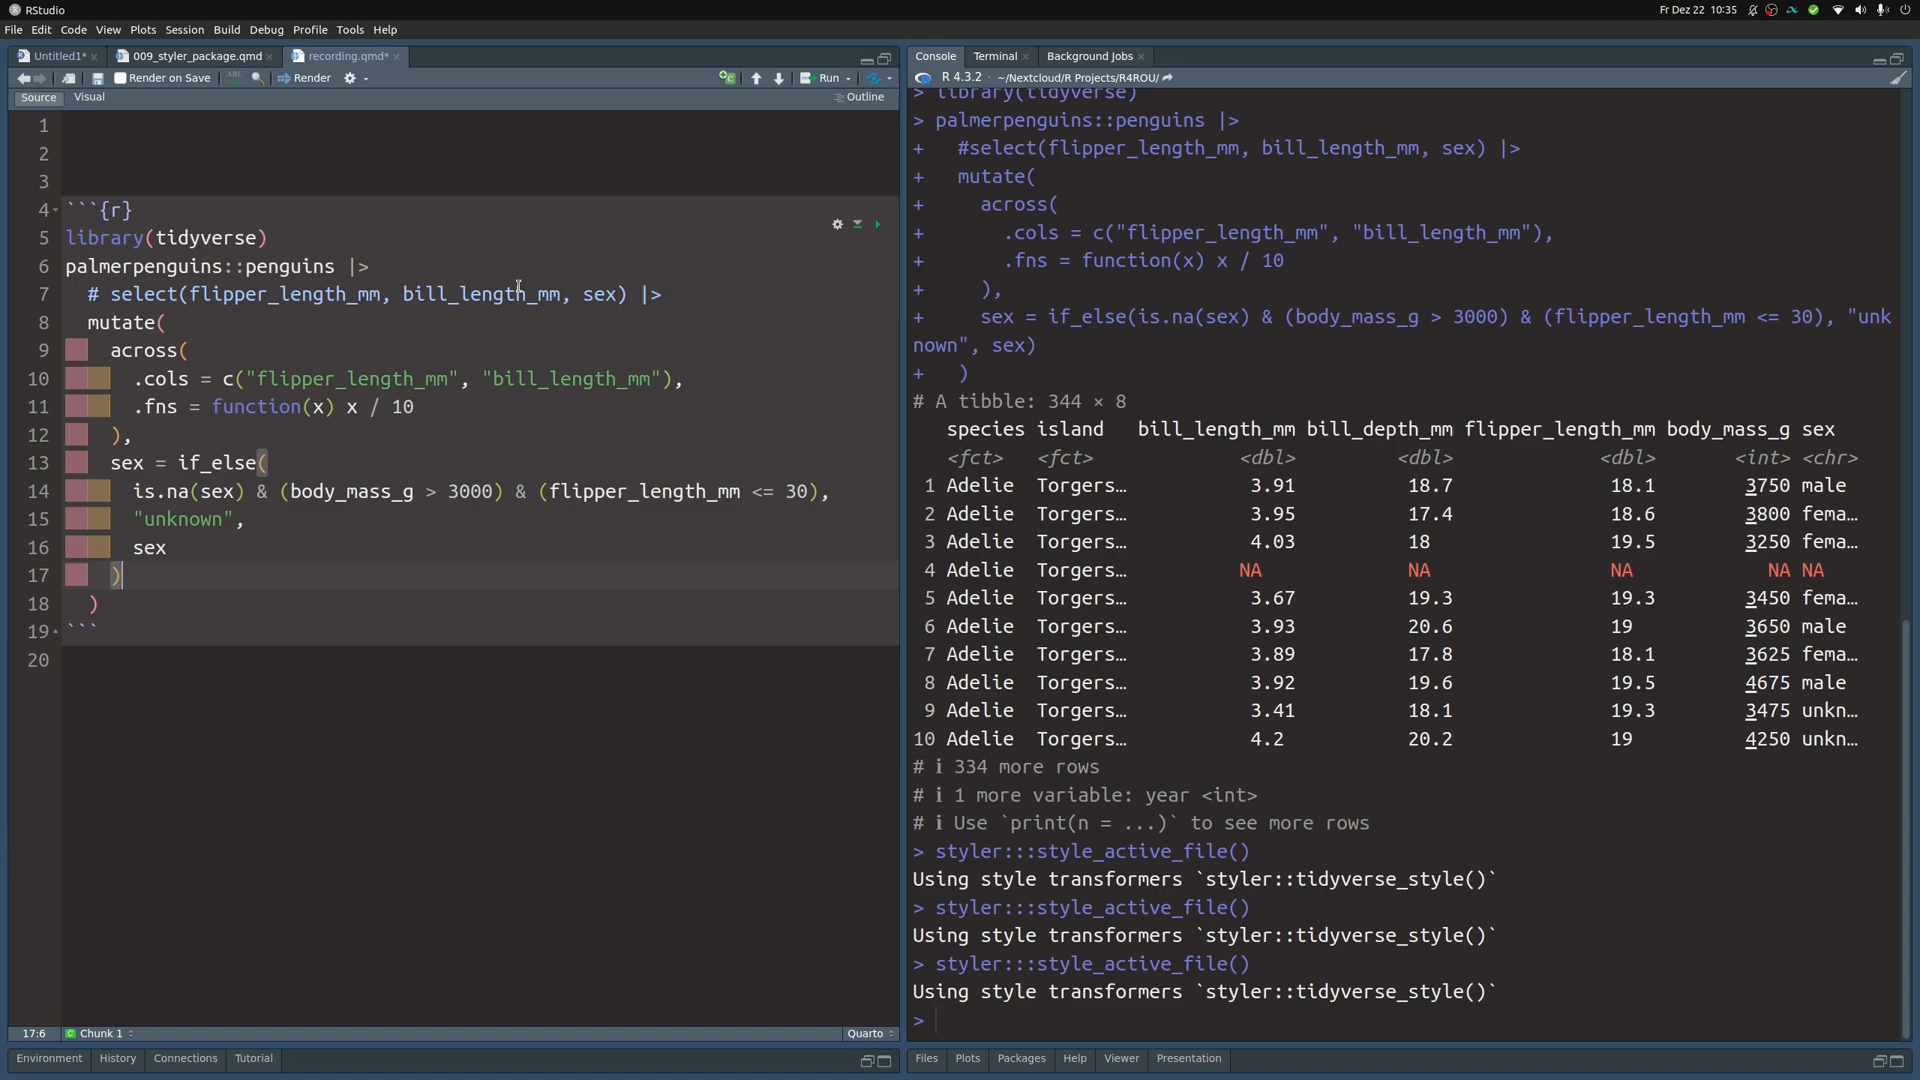 RStudio
Fr Dez 22 10:35
File Edit Code View Plots Session Build Debug Profile Tools Help
Untitled1* × 009_styler_package.qmd × recording.qmd* ×
Render on Save ABC Render Run
Source Visual Outline
1
2
3
4 ```{r}
5 library(tidyverse)
6 palmerpenguins::penguins |>
7 # select(flipper_length_mm, bill_length_mm, sex) |>
8 mutate(
9 across(
10 .cols = c("flipper_length_mm", "bill_length_mm"),
11 .fns = function(x) x / 10
12 ),
13 sex = if_else(
14 is.na(sex) & (body_mass_g > 3000) & (flipper_length_mm <= 30),
15 "unknown",
16 sex
17 )
18 )
19 ```
20
17:6 Chunk 1 Quarto
Environment History Connections Tutorial
Console Terminal × Background Jobs ×
R 4.3.2 · ~/Nextcloud/R Projects/R4ROU/
> library(tidyverse)
> palmerpenguins::penguins |>
+ #select(flipper_length_mm, bill_length_mm, sex) |>
+ mutate(
+ across(
+ .cols = c("flipper_length_mm", "bill_length_mm"),
+ .fns = function(x) x / 10
+ ),
+ sex = if_else(is.na(sex) & (body_mass_g > 3000) & (flipper_length_mm <= 30), "unk
nown", sex)
+ )
# A tibble: 344 × 8
species island bill_length_mm bill_depth_mm flipper_length_mm body_mass_g sex
<fct> <fct> <dbl> <dbl> <dbl> <int> <chr>
1 Adelie Torgers… 3.91 18.7 18.1 3750 male
2 Adelie Torgers… 3.95 17.4 18.6 3800 fema…
3 Adelie Torgers… 4.03 18 19.5 3250 fema…
4 Adelie Torgers… NA NA NA NA NA
5 Adelie Torgers… 3.67 19.3 19.3 3450 fema…
6 Adelie Torgers… 3.93 20.6 19 3650 male
7 Adelie Torgers… 3.89 17.8 18.1 3625 fema…
8 Adelie Torgers… 3.92 19.6 19.5 4675 male
9 Adelie Torgers… 3.41 18.1 19.3 3475 unkn…
10 Adelie Torgers… 4.2 20.2 19 4250 unkn…
# ℹ 334 more rows
# ℹ 1 more variable: year <int>
# ℹ Use `print(n = ...)` to see more rows
> styler:::style_active_file()
Using style transformers `styler::tidyverse_style()`
> styler:::style_active_file()
Using style transformers `styler::tidyverse_style()`
> styler:::style_active_file()
Using style transformers `styler::tidyverse_style()`
>
Files Plots Packages Help Viewer Presentation